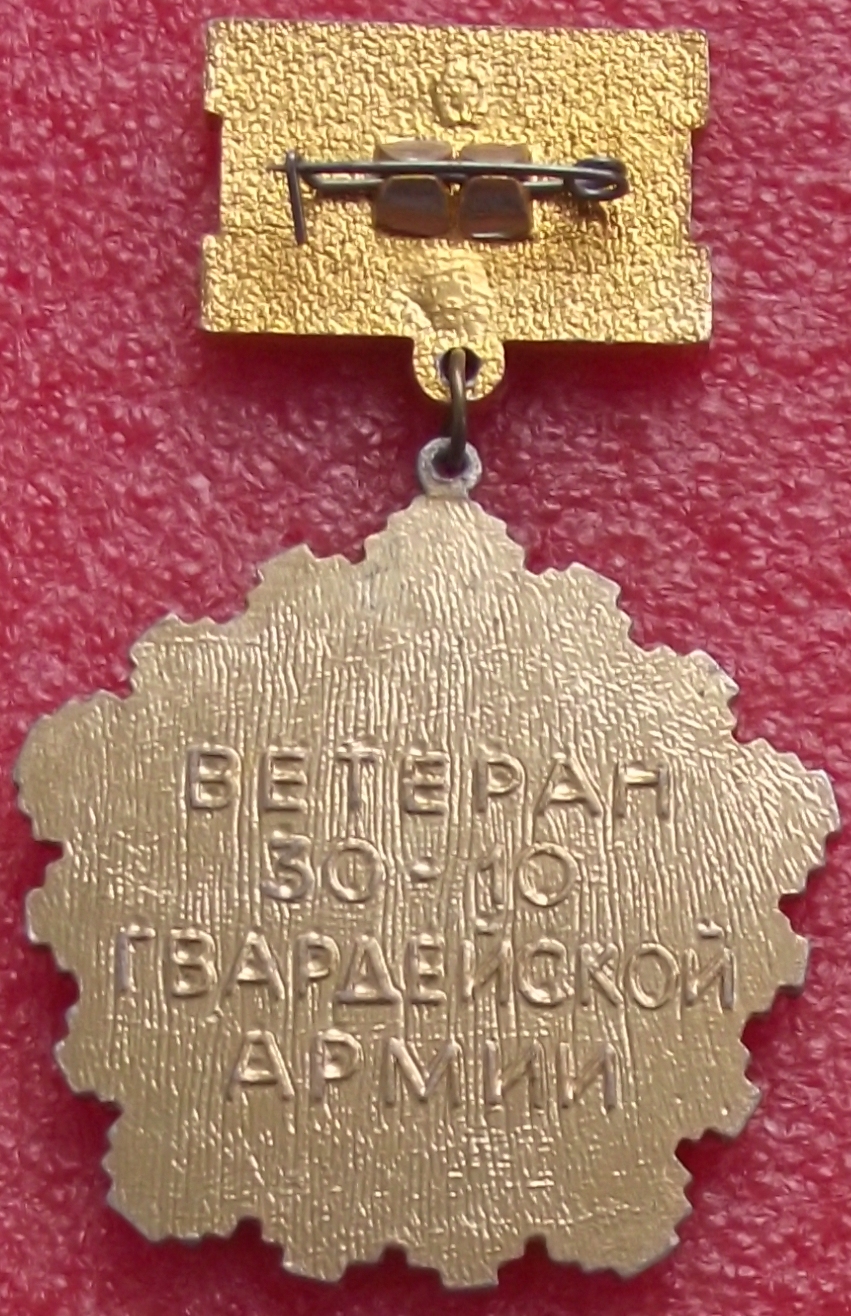 ВЕТЕРАН
30·10
ГВАРДЕЙСКОЙ
АРМИИ